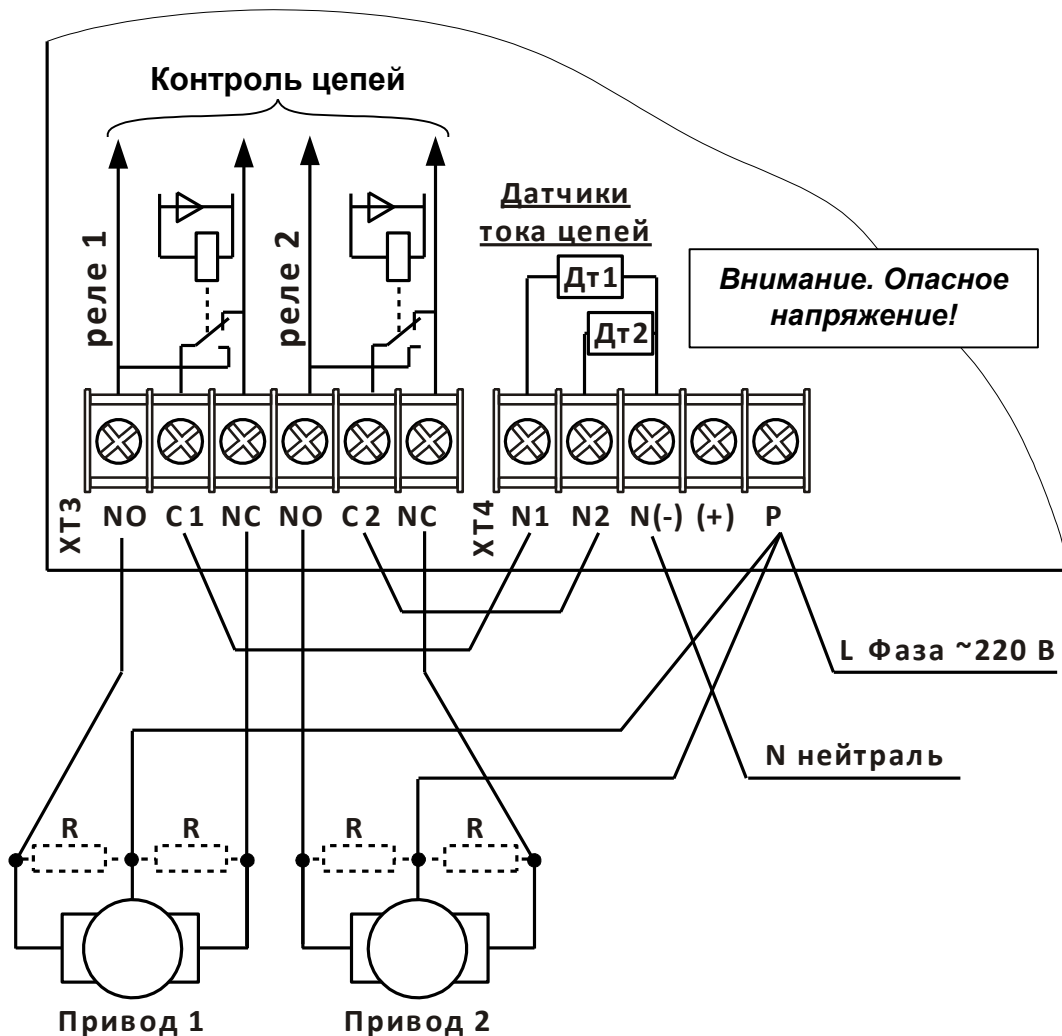 Контроль цепей
реле 1
реле 2
Датчики
тока цепей
Дт1
Дт2
Внимание. Опасное
напряжение!
XT3
NO C1 NC NO C2 NC
XT4
N1 N2 N(-) (+) P
L Фаза ~220 В
N нейтраль
R R R R
Привод 1 Привод 2